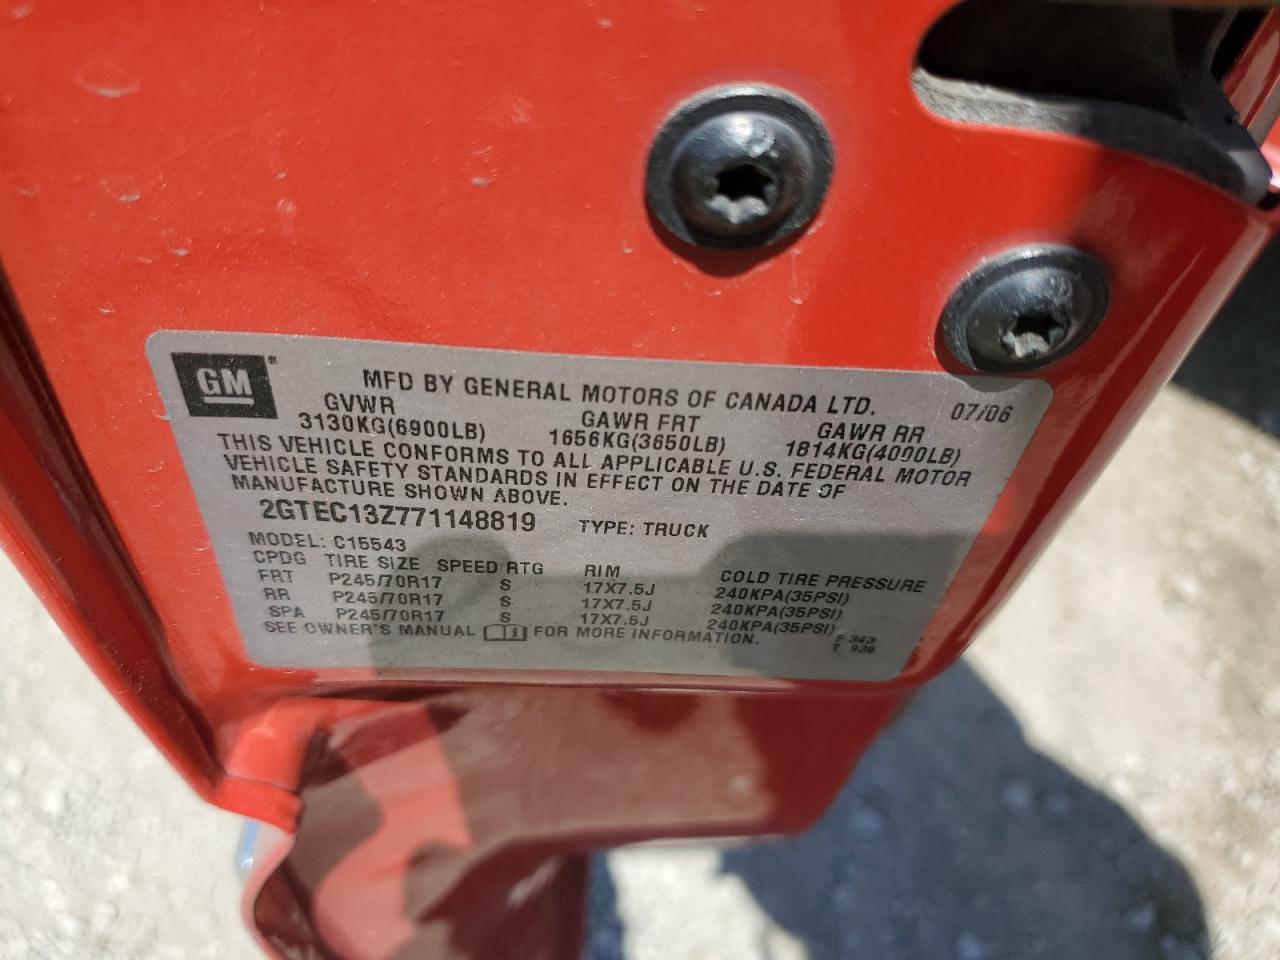 GM
MFD BY GENERAL MOTORS OF CANADA LTD. 07/06
GVWR GAWR FRT GAWR RR
3130KG(6900LB) 1656KG(3650LB) 1814KG(4000LB)
THIS VEHICLE CONFORMS TO ALL APPLICABLE U.S. FEDERAL MOTOR
VEHICLE SAFETY STANDARDS IN EFFECT ON THE DATE OF
MANUFACTURE SHOWN ABOVE.
2GTEC13Z771148819 TYPE: TRUCK
MODEL: C15543
CPDG TIRE SIZE SPEED RTG RIM COLD TIRE PRESSURE
FRT P245/70R17 S 17X7.5J 240KPA(35PSI)
RR P245/70R17 S 17X7.5J 240KPA(35PSI)
SPA P245/70R17 S 17X7.5J 240KPA(35PSI)
SEE OWNER'S MANUAL FOR MORE INFORMATION.
F 343
T 938